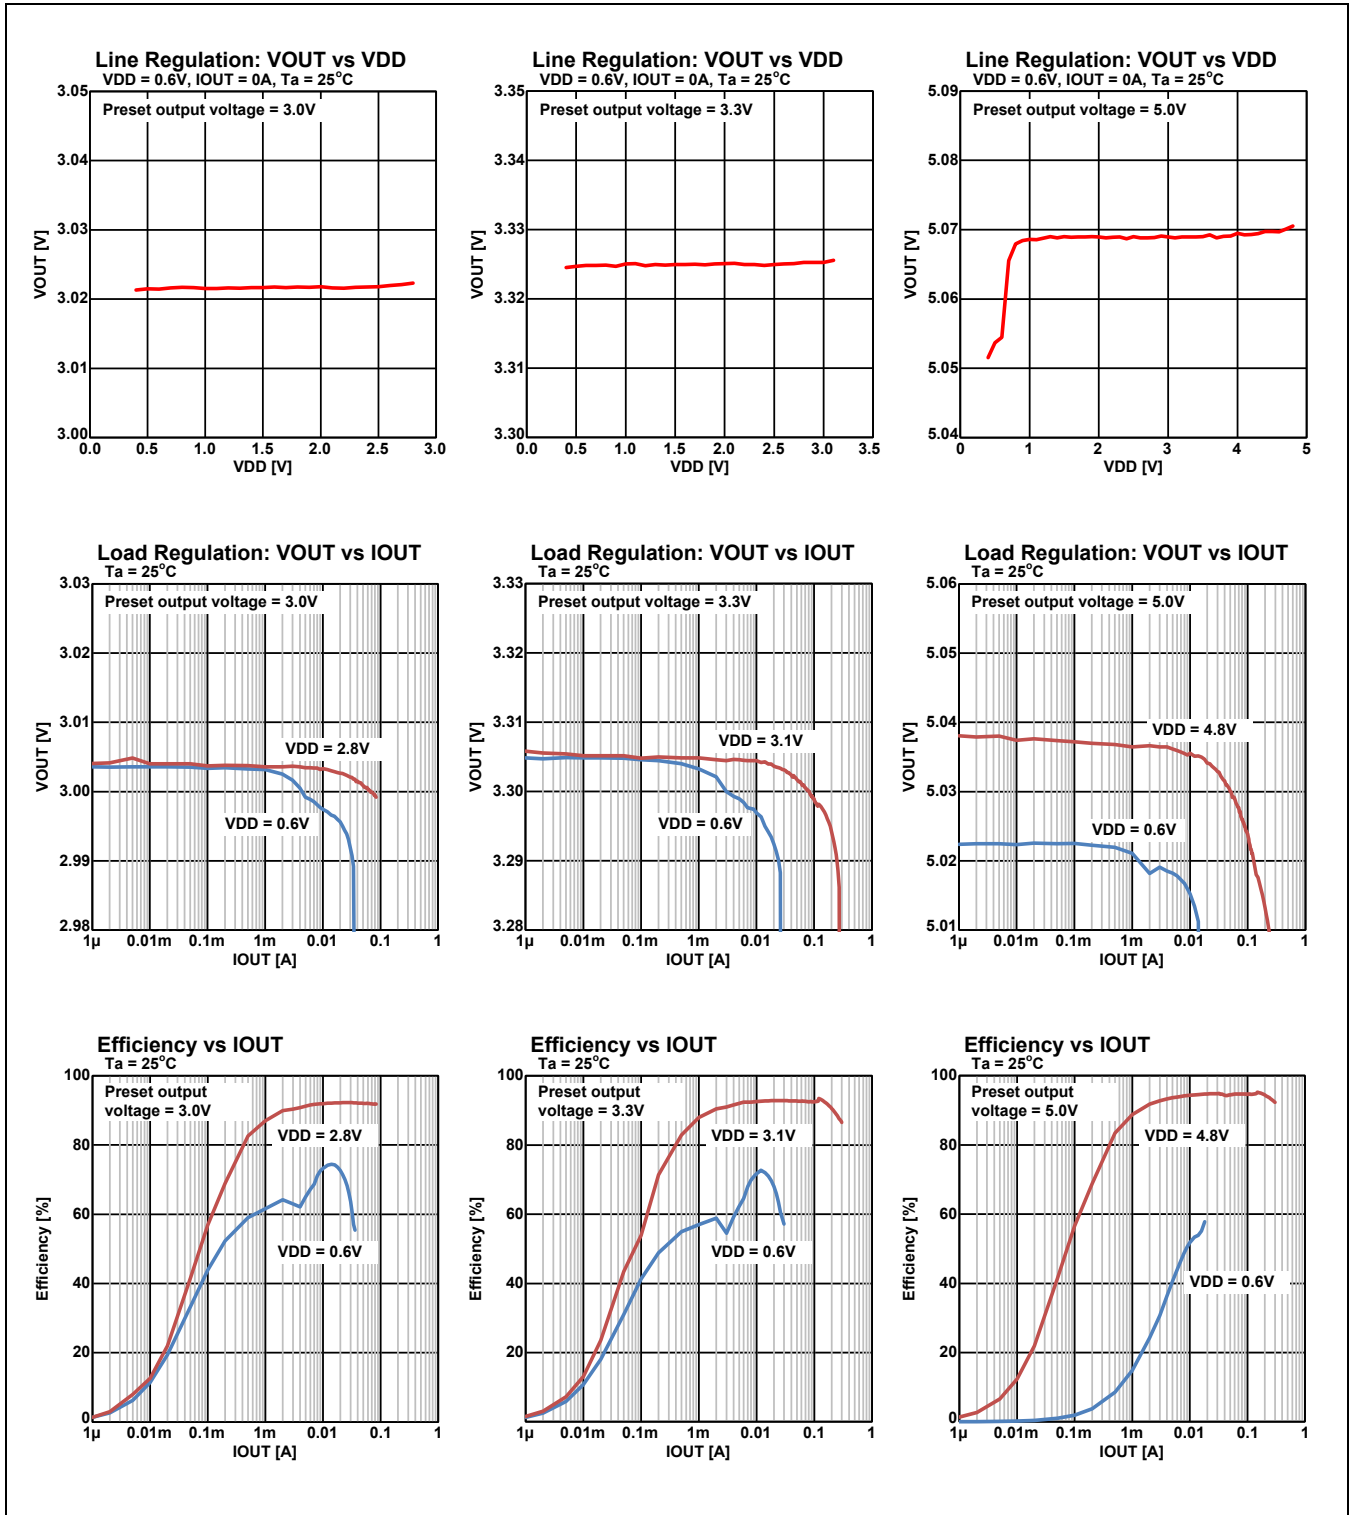 Line Regulation: VOUT vs VDD
VDD = 0.6V, IOUT = 0A, Ta = 25°C
Preset output voltage = 3.0V
3.05
3.04
3.03
3.02
3.01
3.00
VOUT [V]
0.0 0.5 1.0 1.5 2.0 2.5 3.0
VDD [V]
Line Regulation: VOUT vs VDD
VDD = 0.6V, IOUT = 0A, Ta = 25°C
Preset output voltage = 3.3V
3.35
3.34
3.33
3.32
3.31
3.30
VOUT [V]
0.0 0.5 1.0 1.5 2.0 2.5 3.0 3.5
VDD [V]
Line Regulation: VOUT vs VDD
VDD = 0.6V, IOUT = 0A, Ta = 25°C
Preset output voltage = 5.0V
5.09
5.08
5.07
5.06
5.05
5.04
VOUT [V]
0 1 2 3 4 5
VDD [V]
Load Regulation: VOUT vs IOUT
Ta = 25°C
Preset output voltage = 3.0V
3.03
3.02
3.01
3.00
2.99
2.98
VOUT [V]
VDD = 2.8V
VDD = 0.6V
1µ 0.01m 0.1m 1m 0.01 0.1 1
IOUT [A]
Load Regulation: VOUT vs IOUT
Ta = 25°C
Preset output voltage = 3.3V
3.33
3.32
3.31
3.30
3.29
3.28
VOUT [V]
VDD = 3.1V
VDD = 0.6V
1µ 0.01m 0.1m 1m 0.01 0.1 1
IOUT [A]
Load Regulation: VOUT vs IOUT
Ta = 25°C
Preset output voltage = 5.0V
5.06
5.05
5.04
5.03
5.02
5.01
VOUT [V]
VDD = 4.8V
VDD = 0.6V
1µ 0.01m 0.1m 1m 0.01 0.1 1
IOUT [A]
Efficiency vs IOUT
Ta = 25°C
Preset output
voltage = 3.0V
100
80
60
40
20
0
Efficiency [%]
VDD = 2.8V
VDD = 0.6V
1µ 0.01m 0.1m 1m 0.01 0.1 1
IOUT [A]
Efficiency vs IOUT
Ta = 25°C
Preset output
voltage = 3.3V
100
80
60
40
20
0
Efficiency [%]
VDD = 3.1V
VDD = 0.6V
1µ 0.01m 0.1m 1m 0.01 0.1 1
IOUT [A]
Efficiency vs IOUT
Ta = 25°C
Preset output
voltage = 5.0V
100
80
60
40
20
0
Efficiency [%]
VDD = 4.8V
VDD = 0.6V
1µ 0.01m 0.1m 1m 0.01 0.1 1
IOUT [A]